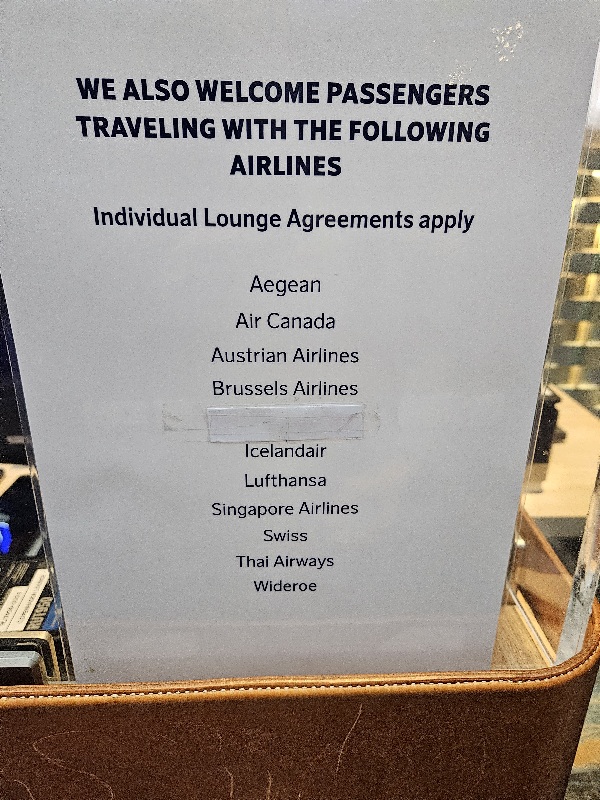 WE ALSO WELCOME PASSENGERS
TRAVELING WITH THE FOLLOWING
AIRLINES
Individual Lounge Agreements apply
Aegean
Air Canada
Austrian Airlines
Brussels Airlines
Icelandair
Lufthansa
Singapore Airlines
Swiss
Thai Airways
Wideroe